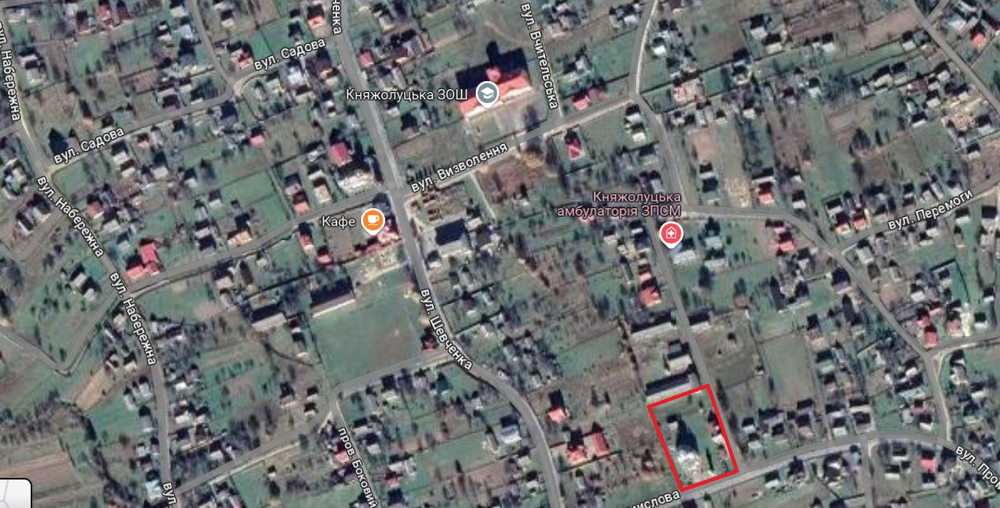 вул. Набережна
ченка
вул. Садова
вул. Вчительська
Княжолуцька ЗОШ
вул. Садова
вул. Визволення
вул. Набережна
Княжолуцька
амбулаторія ЗПСМ
вул. Перемоги
Кафе
вул. Набережна
вул. Шевченка
пров. Боковий
вул. Про
вул.
мислова